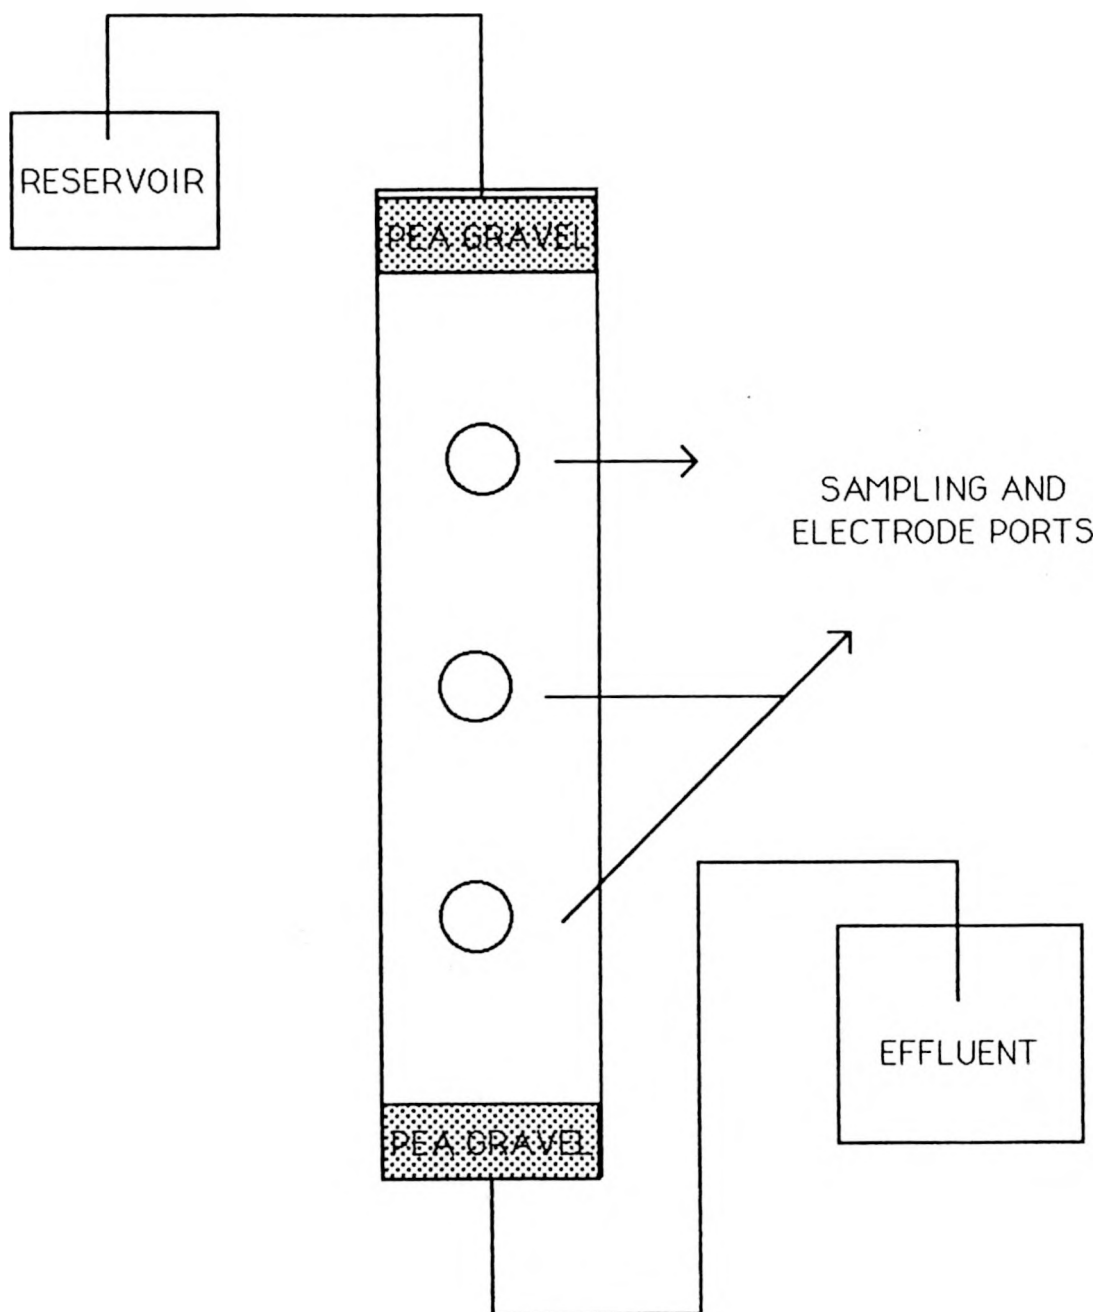 RESERVOIR
PEA GRAVEL
SAMPLING AND
ELECTRODE PORTS
EFFLUENT
PEA GRAVEL